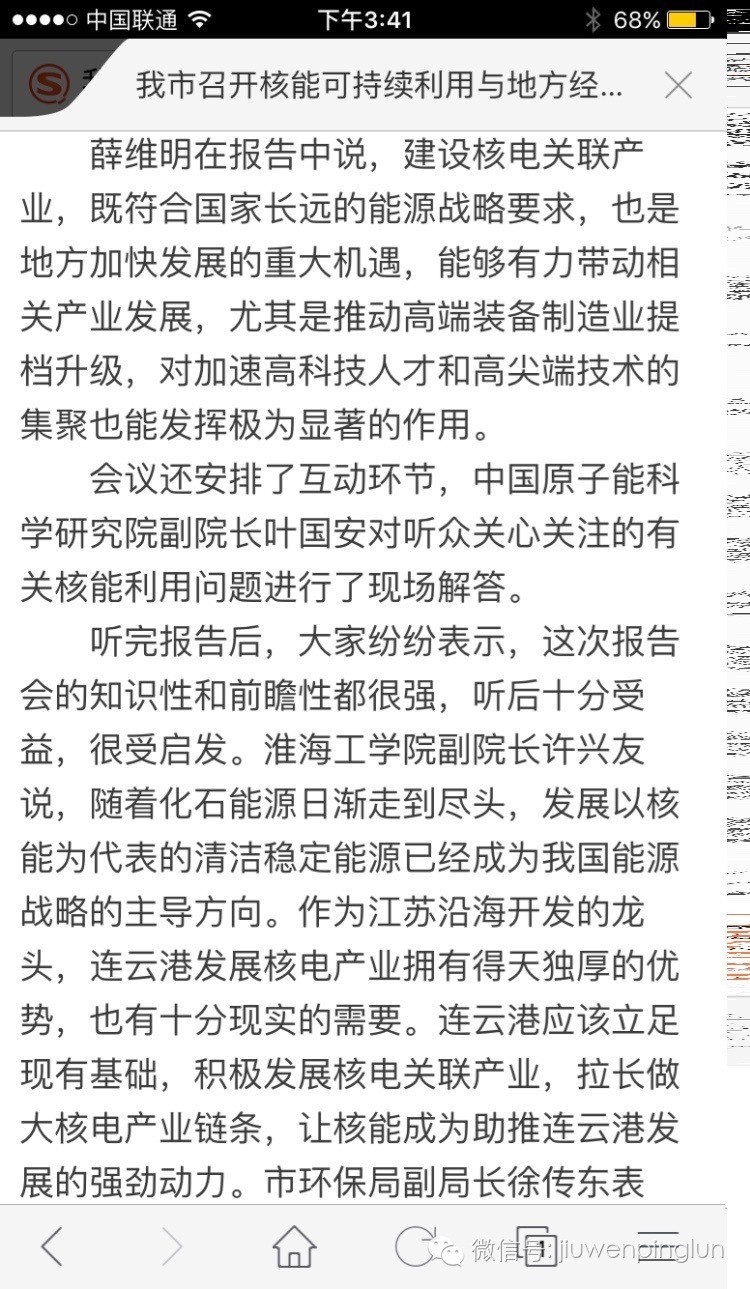 中国联通 下午3:41 68%
我市召开核能可持续利用与地方经...
薛维明在报告中说，建设核电关联产
业，既符合国家长远的能源战略要求，也是
地方加快发展的重大机遇，能够有力带动相
关产业发展，尤其是推动高端装备制造业提
档升级，对加速高科技人才和高尖端技术的
集聚也能发挥极为显著的作用。
会议还安排了互动环节，中国原子能科
学研究院副院长叶国安对听众关心关注的有
关核能利用问题进行了现场解答。
听完报告后，大家纷纷表示，这次报告
会的知识性和前瞻性都很强，听后十分受
益，很受启发。淮海工学院副院长许兴友
说，随着化石能源日渐走到尽头，发展以核
能为代表的清洁稳定能源已经成为我国能源
战略的主导方向。作为江苏沿海开发的龙
头，连云港发展核电产业拥有得天独厚的优
势，也有十分现实的需要。连云港应该立足
现有基础，积极发展核电关联产业，拉长做
大核电产业链条，让核能成为助推连云港发
展的强劲动力。市环保局副局长徐传东表
1
微信号: jiuwenpinglun